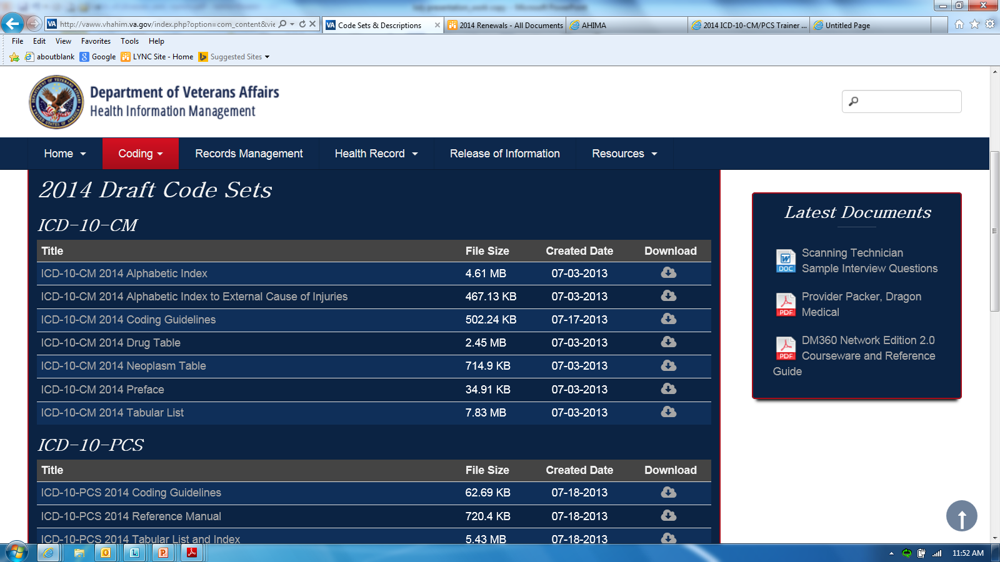 http://vaww.vhahim.va.gov/index.php?option=com_content&vie
Code Sets & Descriptions
2014 Renewals - All Documents
AHIMA
2014 ICD-10-CM/PCS Trainer ...
Untitled Page
File Edit View Favorites Tools Help
aboutblank Google LYNC Site - Home Suggested Sites
Department of Veterans Affairs
Health Information Management
Home Coding Records Management Health Record Release of Information Resources
2014 Draft Code Sets
ICD-10-CM
Title File Size Created Date Download
ICD-10-CM 2014 Alphabetic Index 4.61 MB 07-03-2013
ICD-10-CM 2014 Alphabetic Index to External Cause of Injuries 467.13 KB 07-03-2013
ICD-10-CM 2014 Coding Guidelines 502.24 KB 07-17-2013
ICD-10-CM 2014 Drug Table 2.45 MB 07-03-2013
ICD-10-CM 2014 Neoplasm Table 714.9 KB 07-03-2013
ICD-10-CM 2014 Preface 34.91 KB 07-03-2013
ICD-10-CM 2014 Tabular List 7.83 MB 07-03-2013
ICD-10-PCS
Title File Size Created Date Download
ICD-10-PCS 2014 Coding Guidelines 62.69 KB 07-18-2013
ICD-10-PCS 2014 Reference Manual 720.4 KB 07-18-2013
ICD-10-PCS 2014 Tabular List and Index 5.43 MB 07-18-2013
Latest Documents
Scanning Technician
DOC Sample Interview Questions
Provider Packer, Dragon
PDF Medical
DM360 Network Edition 2.0
PDF Courseware and Reference
Guide
11:52 AM